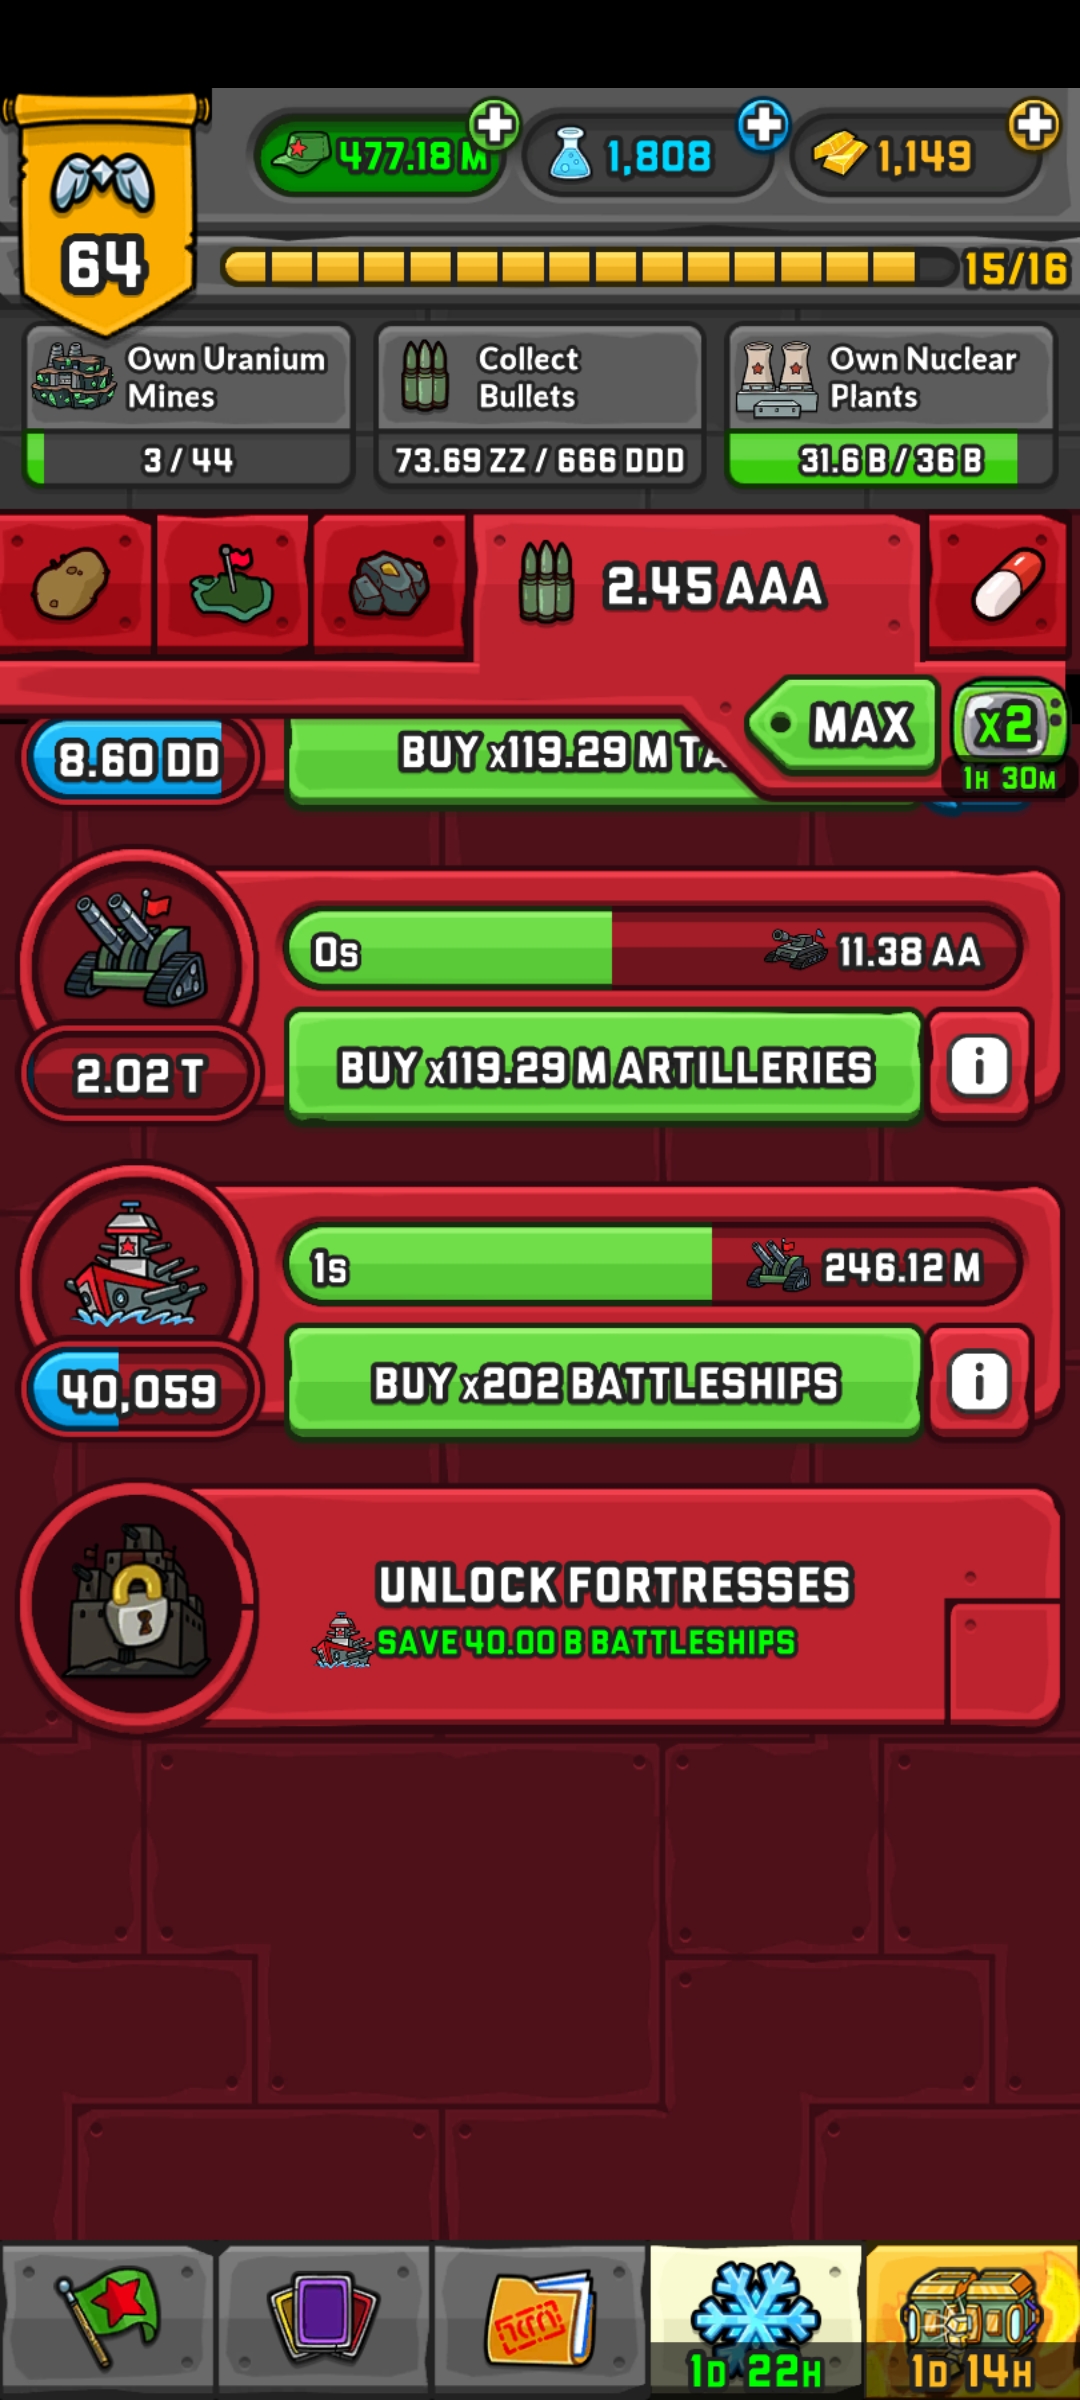 477.18 M
1,808
1,149
64
15/16
Own Uranium
Mines
Collect
Bullets
Own Nuclear
Plants
3 / 44
73.69 ZZ / 666 DDD
31.6 B / 36 B
2.45 AAA
MAX
x2
1H 30M
8.60 DD
BUY x119.29 M TA
0s
11.38 AA
2.02 T
BUY x119.29 M ARTILLERIES
i
1s
246.12 M
40,059
BUY x202 BATTLESHIPS
i
UNLOCK FORTRESSES
SAVE 40.00 B BATTLESHIPS
1D 22H
1D 14H